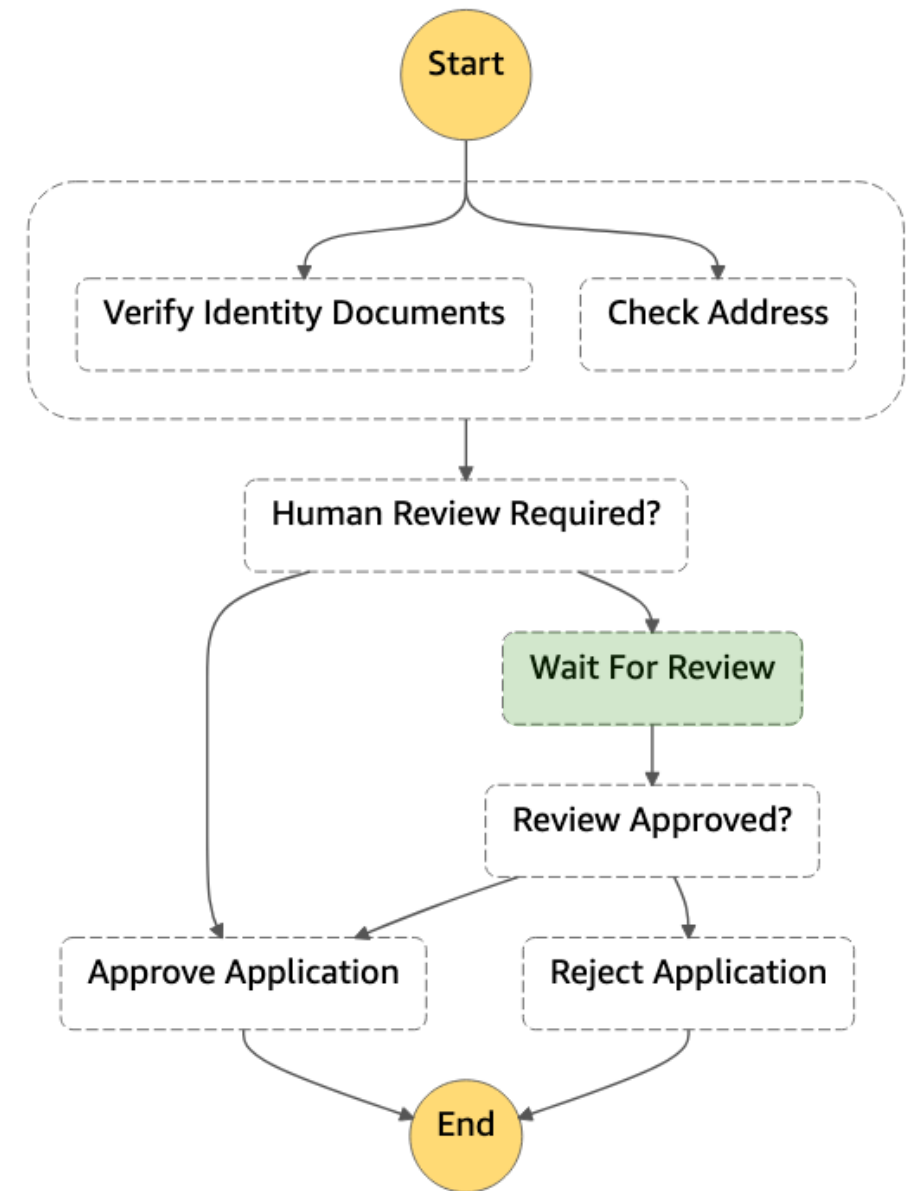 Start
Verify Identity Documents
Check Address
Human Review Required?
Wait For Review
Review Approved?
Approve Application
Reject Application
End